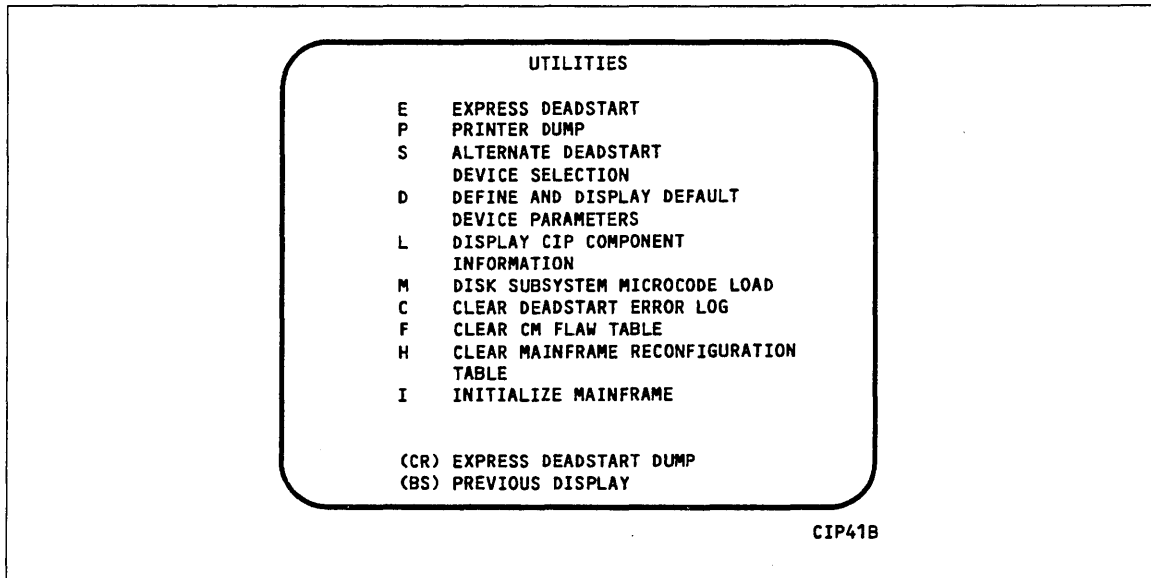 UTILITIES
E EXPRESS DEADSTART
P PRINTER DUMP
S ALTERNATE DEADSTART
DEVICE SELECTION
D DEFINE AND DISPLAY DEFAULT
DEVICE PARAMETERS
L DISPLAY CIP COMPONENT
INFORMATION
M DISK SUBSYSTEM MICROCODE LOAD
C CLEAR DEADSTART ERROR LOG
F CLEAR CM FLAW TABLE
H CLEAR MAINFRAME RECONFIGURATION
TABLE
I INITIALIZE MAINFRAME
(CR) EXPRESS DEADSTART DUMP
(BS) PREVIOUS DISPLAY
CIP41B